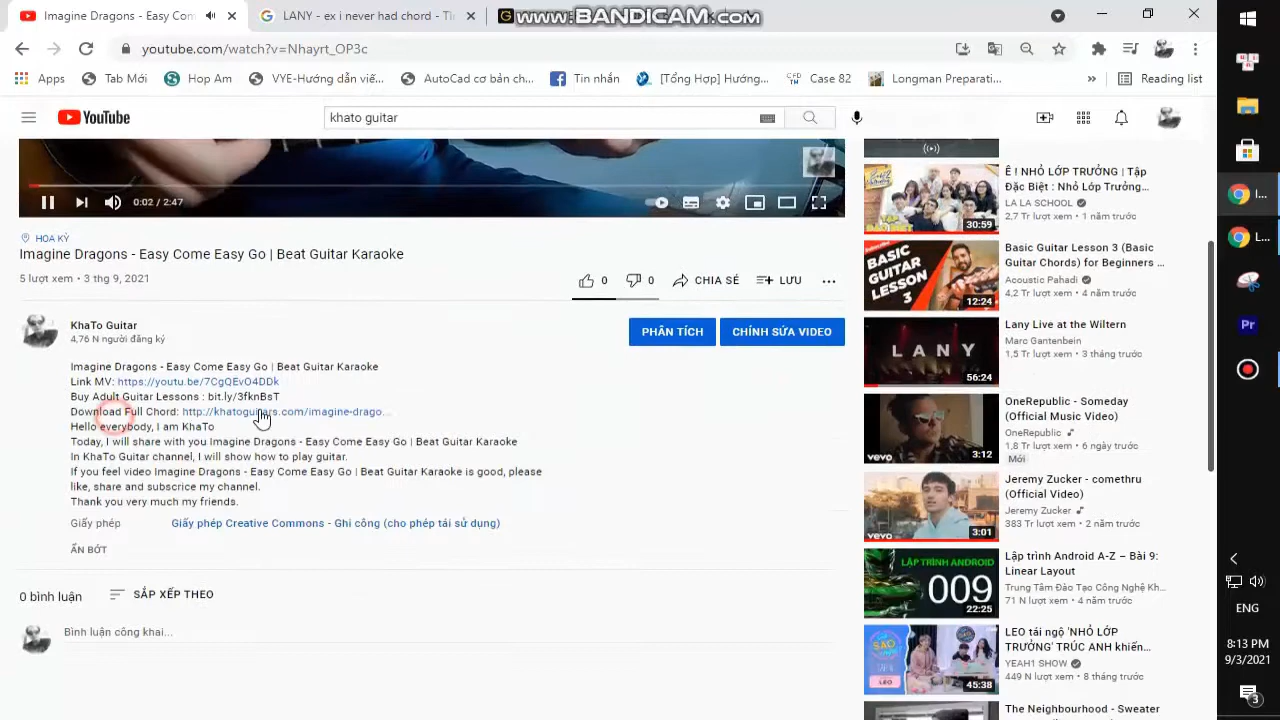 Imagine Dragons - Easy Com
LANY - ex i never had chord - T
www.BANDICAM.com
youtube.com/watch?v=Nhayrt_OP3c
Apps
Tab Mới
Hop Am
VYE-Hướng dẫn viế...
AutoCad cơ bản ch...
Tin nhắn
[Tổng Hợp] Hướng...
Case 82
Longman Preparati...
»
Reading list
YouTube
khato guitar
0:02 / 2:47
HOA KỲ
Imagine Dragons - Easy Come Easy Go | Beat Guitar Karaoke
5 lượt xem • 3 thg 9, 2021
0
0
CHIA SẺ
LƯU
KhaTo Guitar
4,76 N người đăng ký
PHÂN TÍCH
CHỈNH SỬA VIDEO
Imagine Dragons - Easy Come Easy Go | Beat Guitar Karaoke
Link MV: https://youtu.be/7CgQEvO4DDk
Buy Adult Guitar Lessons : bit.ly/3fknBsT
Download Full Chord: http://khatoguitars.com/imagine-drago...
Hello everybody, I am KhaTo
Today, I will share with you Imagine Dragons - Easy Come Easy Go | Beat Guitar Karaoke
In KhaTo Guitar channel, I will show how to play guitar.
If you feel video Imagine Dragons - Easy Come Easy Go | Beat Guitar Karaoke is good, please
like, share and subscrice my channel.
Thank you very much my friends.
Giấy phép
Giấy phép Creative Commons - Ghi công (cho phép tái sử dụng)
ẨN BỚT
0 bình luận
SẮP XẾP THEO
Bình luận công khai...
30:59
Ê ! NHỎ LỚP TRƯỞNG | Tập
Đặc Biệt : Nhỏ Lớp Trưởng...
LA LA SCHOOL
2,7 Tr lượt xem • 1 năm trước
BASIC
GUITAR
LESSON
3
12:24
Basic Guitar Lesson 3 (Basic
Guitar Chords) for Beginners ...
Acoustic Pahadi
4,2 Tr lượt xem • 4 năm trước
LANY
56:24
Lany Live at the Wiltern
Marc Gantenbein
1,5 Tr lượt xem • 3 tháng trước
vevo
3:12
OneRepublic - Someday
(Official Music Video)
OneRepublic
1,8 Tr lượt xem • 6 ngày trước
Mới
vevo
3:01
Jeremy Zucker - comethru
(Official Video)
Jeremy Zucker
383 Tr lượt xem • 2 năm trước
LẬP TRÌNH ANDROID
009
22:25
Lập trình Android A-Z – Bài 9:
Linear Layout
Trung Tâm Đào Tạo Công Nghệ Kh...
71 N lượt xem • 4 năm trước
LEO
45:38
LEO tái ngộ 'NHỎ LỚP
TRƯỞNG' TRÚC ANH khiến...
YEAH1 SHOW
449 N lượt xem • 8 tháng trước
The Neighbourhood - Sweater
I...
L...
Pr
ENG
8:13 PM
9/3/2021
3